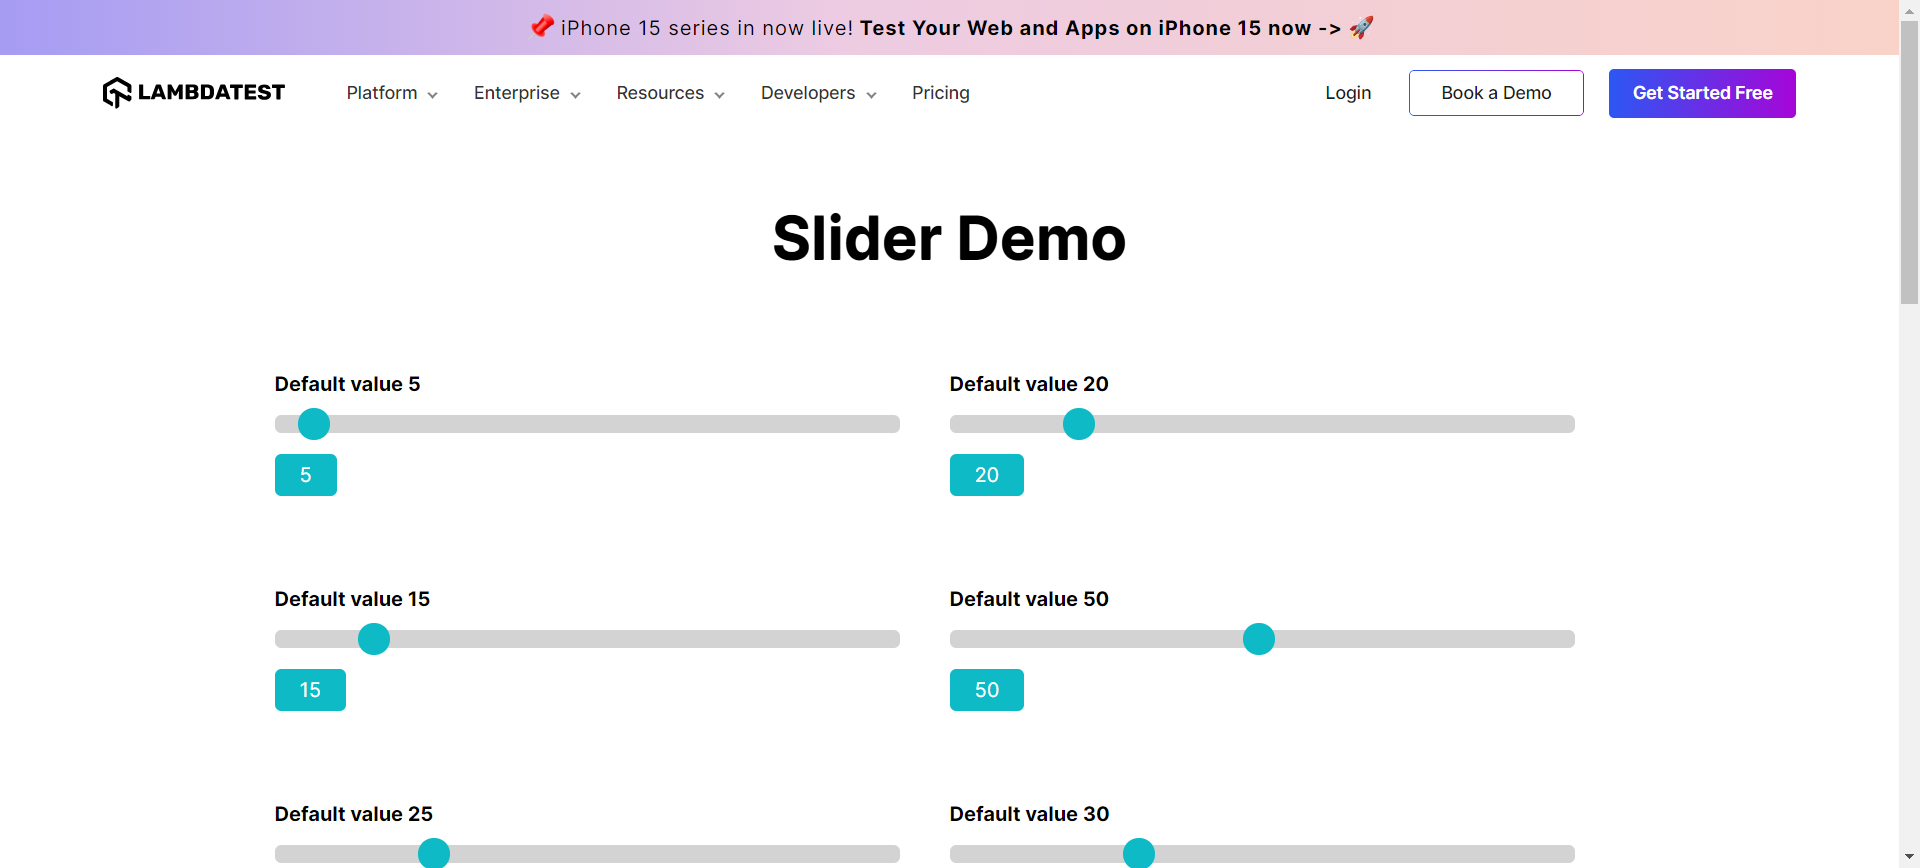 📌 iPhone 15 series in now live! Test Your Web and Apps on iPhone 15 now -> 🚀
LAMBDATEST Platform Enterprise Resources Developers Pricing Login Book a Demo Get Started Free
Slider Demo
Default value 5
5
Default value 20
20
Default value 15
15
Default value 50
50
Default value 25
Default value 30